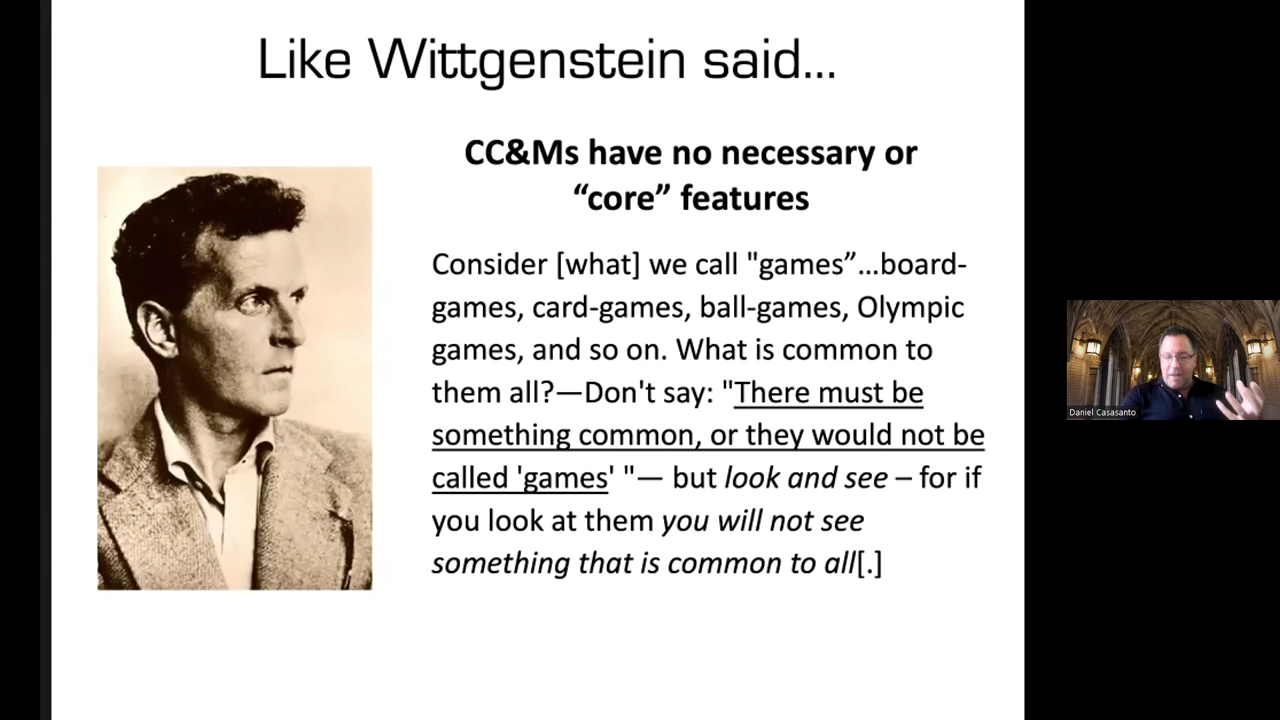 Like Wittgenstein said...
CC&Ms have no necessary or
“core” features
Consider [what] we call "games”...board-
games, card-games, ball-games, Olympic
games, and so on. What is common to
them all?—Don't say: "There must be
something common, or they would not be
called 'games' "— but look and see – for if
you look at them you will not see
something that is common to all[.]
Daniel Casasanto